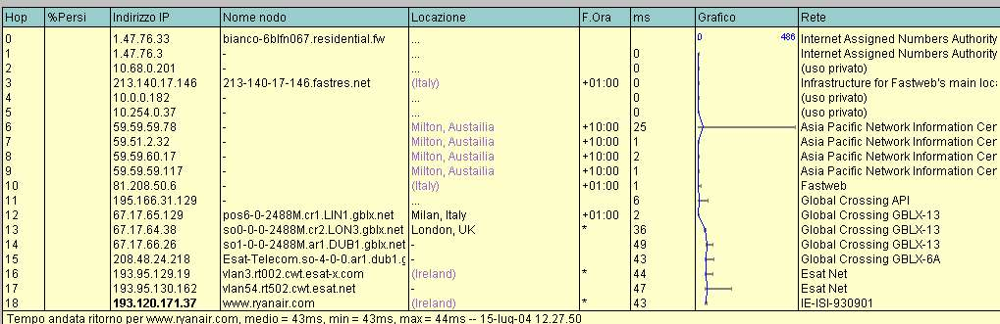 Hop %Persi Indirizzo IP Nome nodo Locazione F.Ora ms Grafico Rete
0 1.47.76.33 bianco-6blfn067.residential.fw ... 0 486 Internet Assigned Numbers Authority
1 1.47.76.3 - ... 0 Internet Assigned Numbers Authority
2 10.68.0.201 - ... 0 (uso privato)
3 213.140.17.146 213-140-17-146.fastres.net (Italy) +01:00 0 Infrastructure for Fastweb's main loc
4 10.0.0.182 - ... 0 (uso privato)
5 10.254.0.37 - ... 0 (uso privato)
6 59.59.59.78 - Milton, Austailia +10:00 25 Asia Pacific Network Information Cer
7 59.51.2.32 - Milton, Austailia +10:00 1 Asia Pacific Network Information Cer
8 59.59.60.17 - Milton, Austailia +10:00 2 Asia Pacific Network Information Cer
9 59.59.59.117 - Milton, Austailia +10:00 1 Asia Pacific Network Information Cer
10 81.208.50.6 - (Italy) +01:00 1 Fastweb
11 195.166.31.129 - ... 6 Global Crossing API
12 67.17.65.129 pos6-0-2488M.cr1.LIN1.gblx.net Milan, Italy +01:00 2 Global Crossing GBLX-13
13 67.17.64.38 so0-0-0-2488M.cr2.LON3.gblx.net London, UK * 36 Global Crossing GBLX-13
14 67.17.66.26 so1-0-0-2488M.ar1.DUB1.gblx.net - 49 Global Crossing GBLX-13
15 208.48.24.218 Esat-Telecom.so-4-0-0.ar1.dub1.g - 43 Global Crossing GBLX-6A
16 193.95.129.19 vlan3.rt002.cwt.esat-x.com (Ireland) * 44 Esat Net
17 193.95.130.162 vlan54.rt502.cwt.esat.net - 47 Esat Net
18 193.120.171.37 www.ryanair.com (Ireland) * 43 IE-ISI-930901
Tempo andata ritorno per www.ryanair.com, medio = 43ms, min = 43ms, max = 44ms -- 15-lug-04 12.27.50